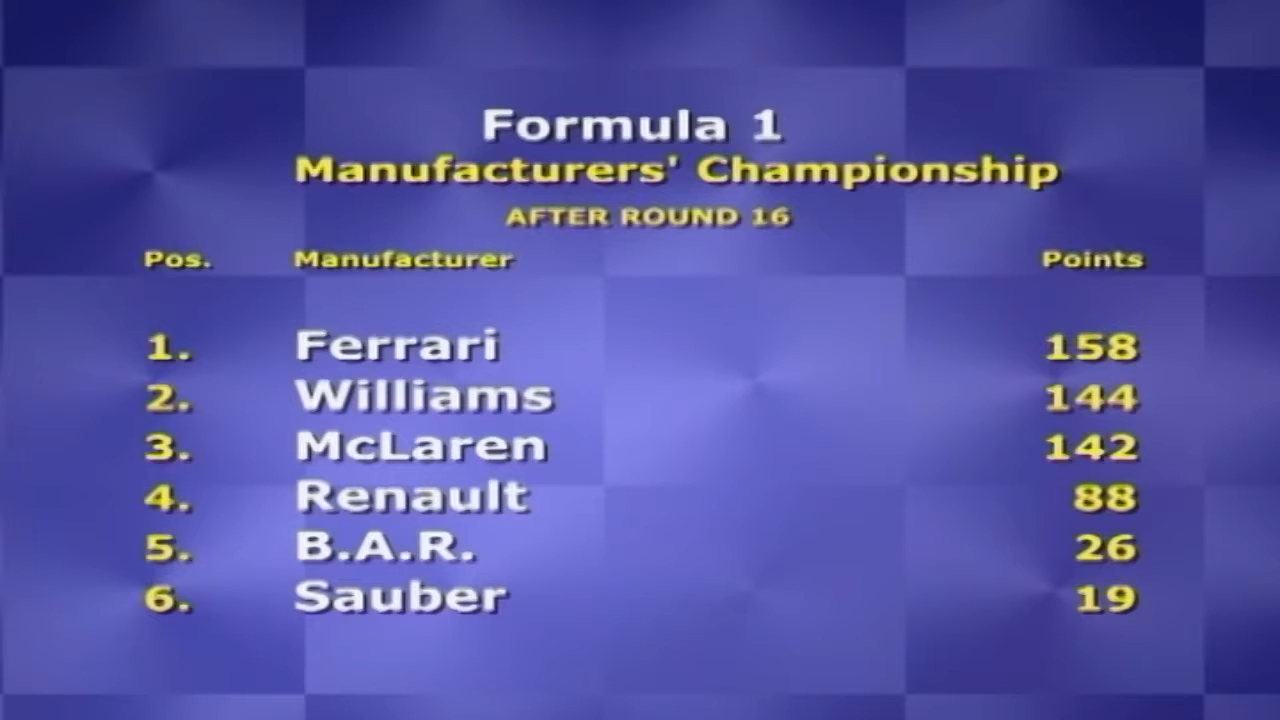 Formula 1
Manufacturers' Championship
AFTER ROUND 16
Pos. Manufacturer Points
1. Ferrari 158
2. Williams 144
3. McLaren 142
4. Renault 88
5. B.A.R. 26
6. Sauber 19